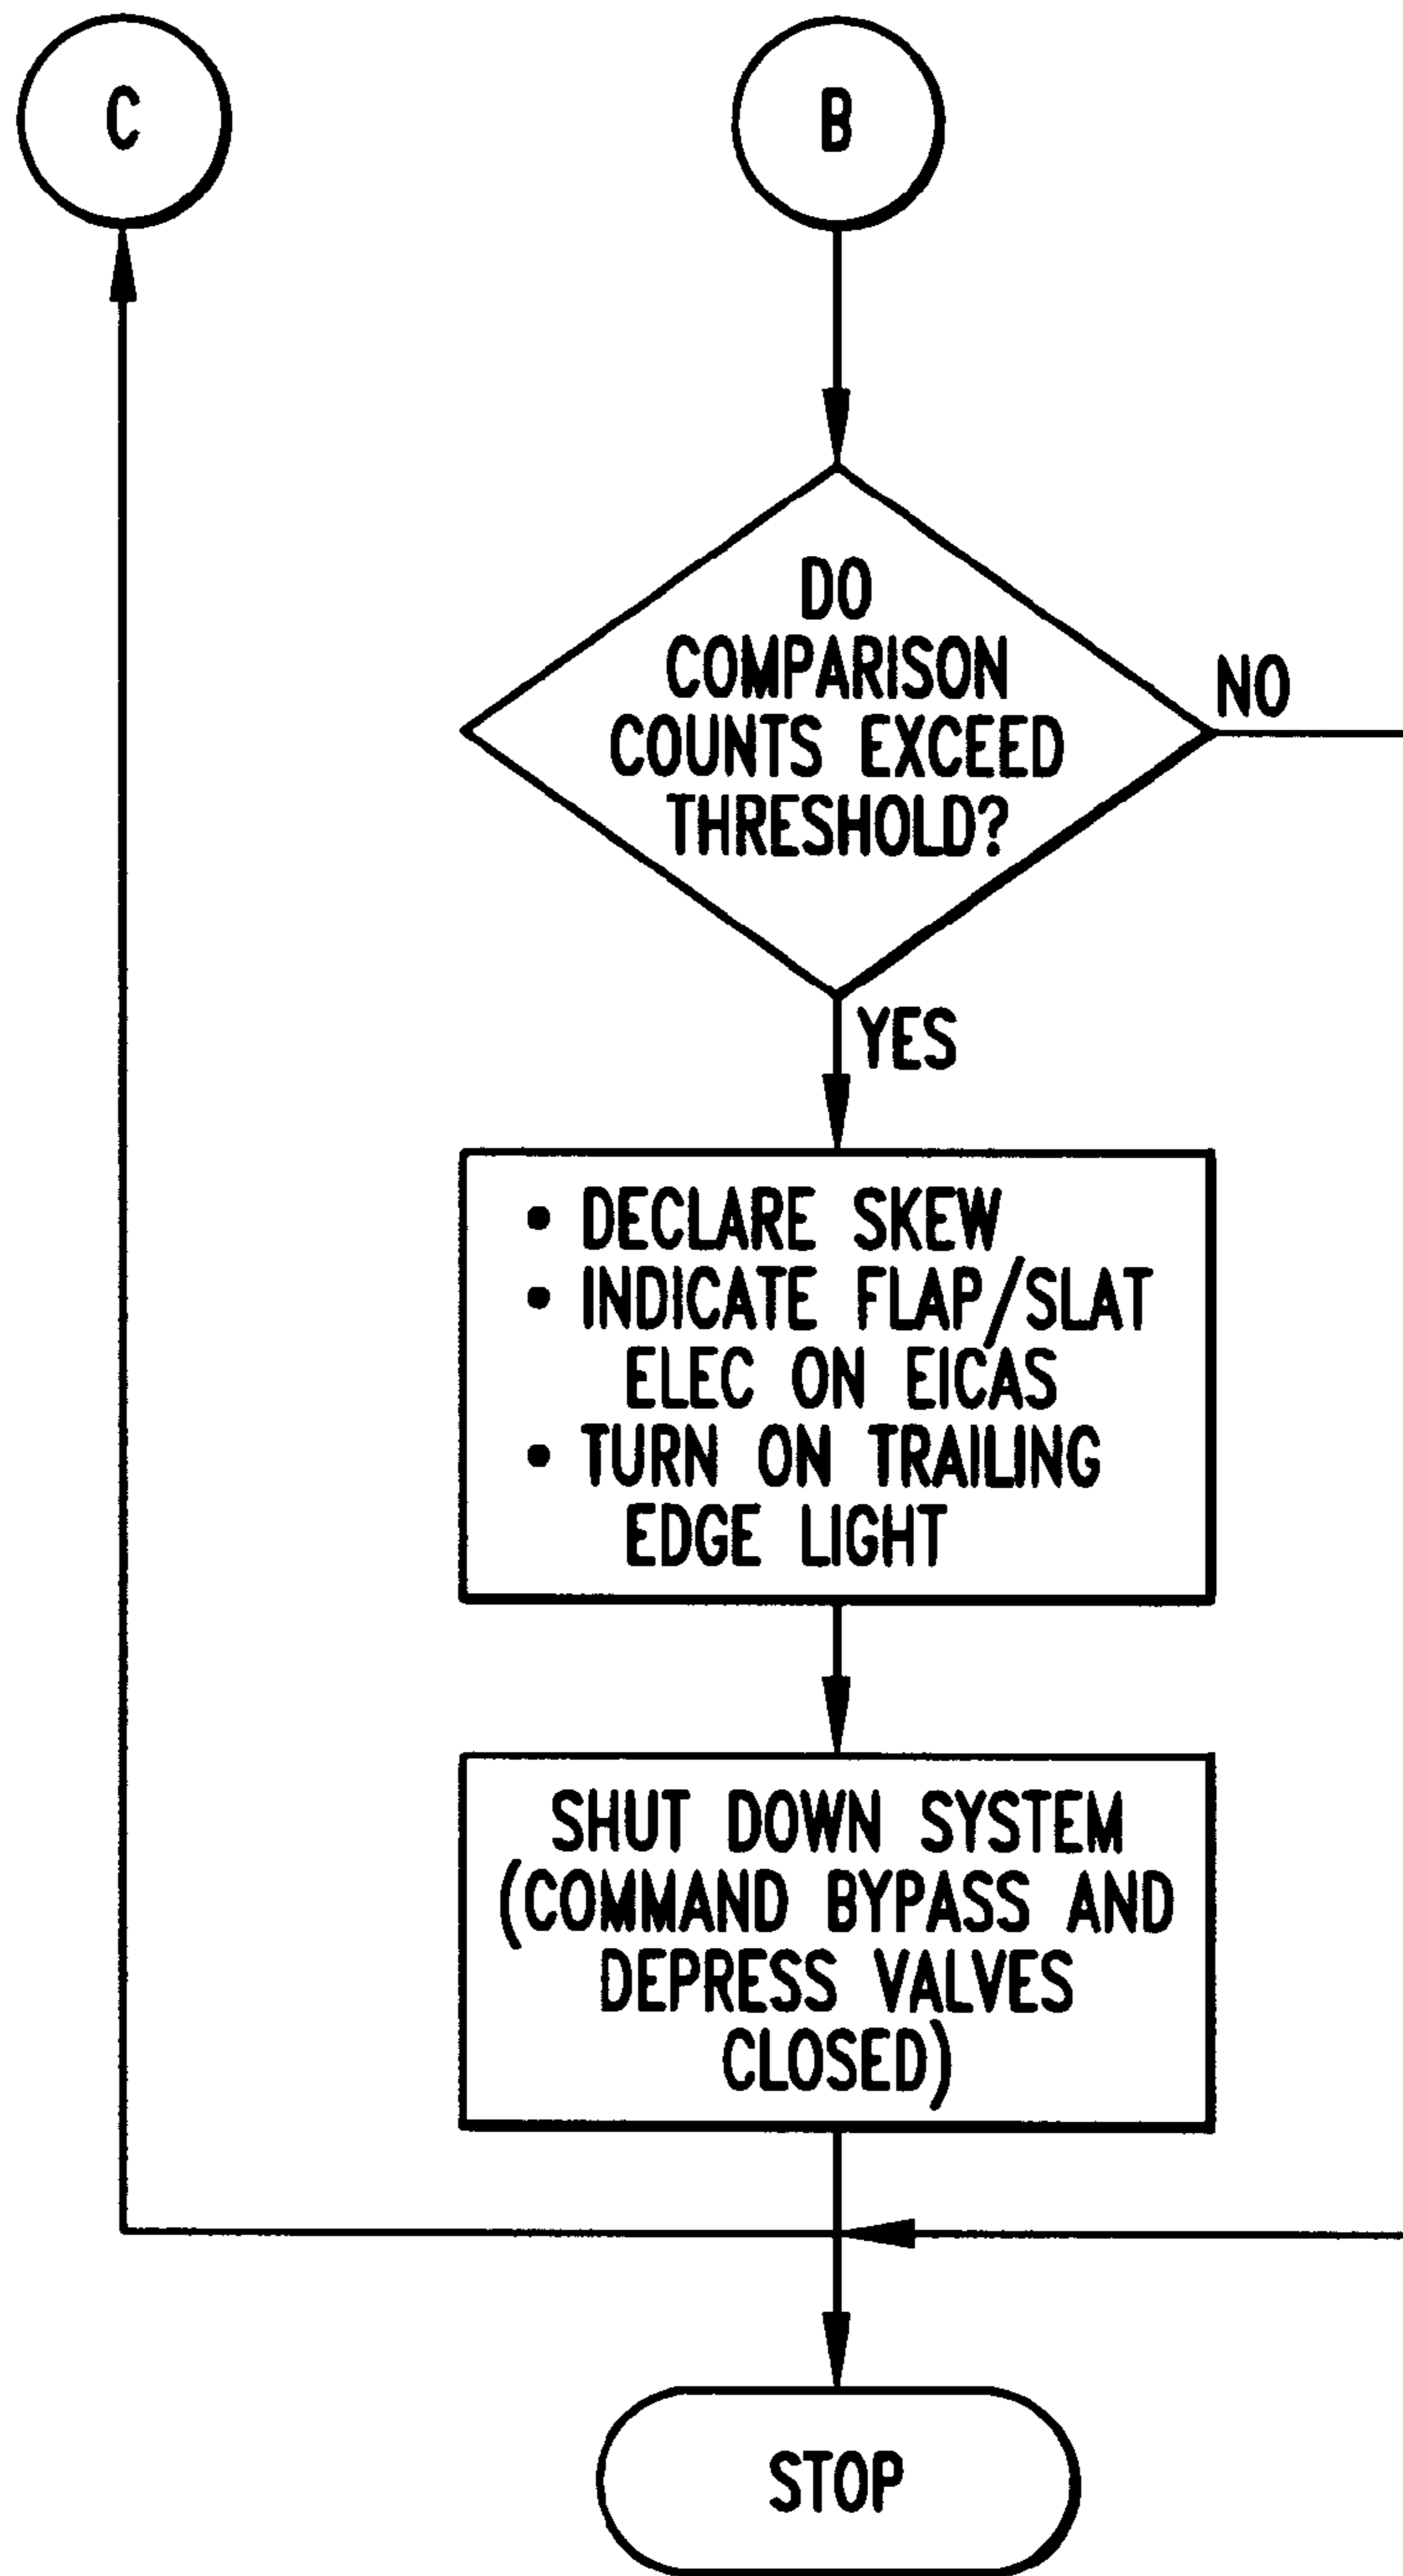 C
B
DO
COMPARISON
COUNTS EXCEED
THRESHOLD?
NO
YES
• DECLARE SKEW
• INDICATE FLAP/SLAT
ELEC ON EICAS
• TURN ON TRAILING
EDGE LIGHT
SHUT DOWN SYSTEM
(COMMAND BYPASS AND
DEPRESS VALVES
CLOSED)
STOP